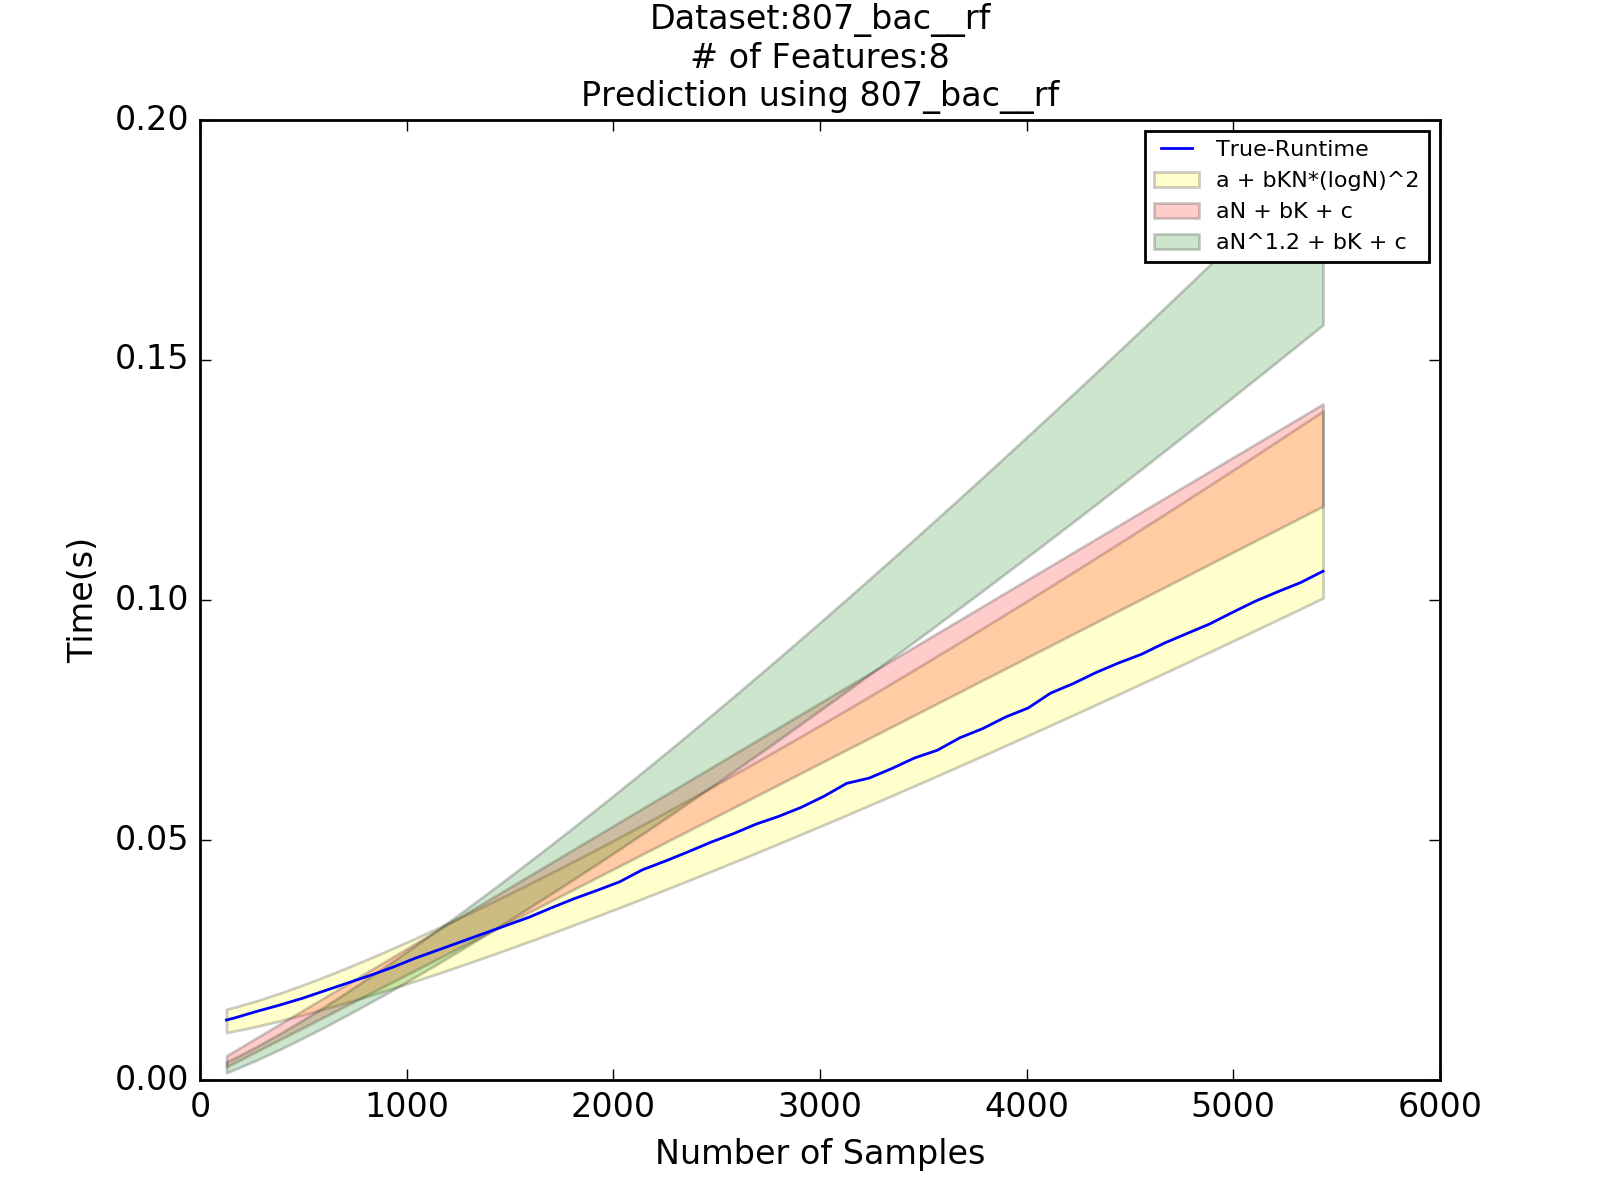 Dataset:807_bac__rf
# of Features:8
Prediction using 807_bac__rf
0.20
0.15
0.10
0.05
0.00
Time(s)
True-Runtime
a + bKN*(logN)^2
aN + bK + c
aN^1.2 + bK + c
0 1000 2000 3000 4000 5000 6000
Number of Samples